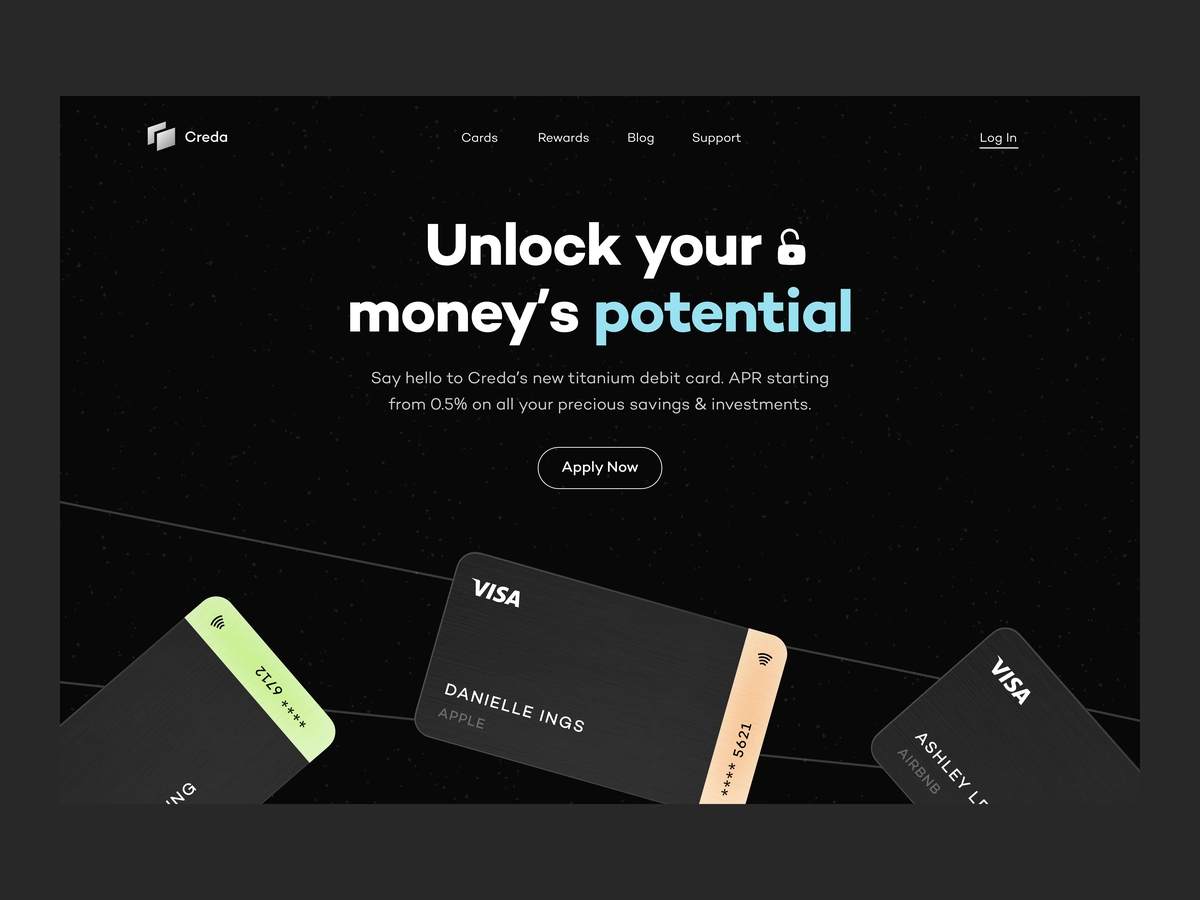 Creda
Cards
Rewards
Blog
Support
Log In
Unlock your
money’s potential
Say hello to Creda’s new titanium debit card. APR starting
from 0.5% on all your precious savings & investments.
Apply Now
**** 6712
VISA
DANIELLE INGS
APPLE
**** 5621
VISA
ASHLEY
AIRBNB